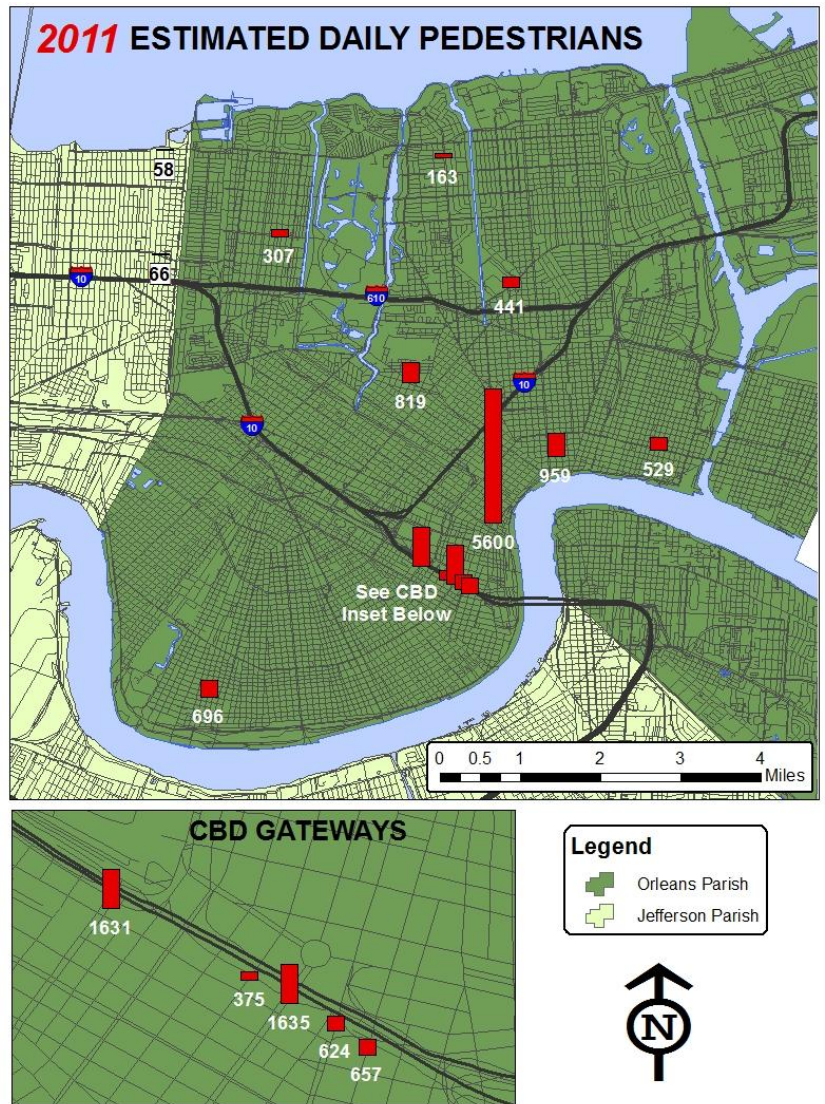 2011 ESTIMATED DAILY PEDESTRIANS
58
163
307
66
10
610
441
10
819
10
959
529
5600
See CBD
Inset Below
696
0 0.5 1 2 3 4
Miles
CBD GATEWAYS
1631
375
1635
624
657
Legend
Orleans Parish
Jefferson Parish
N